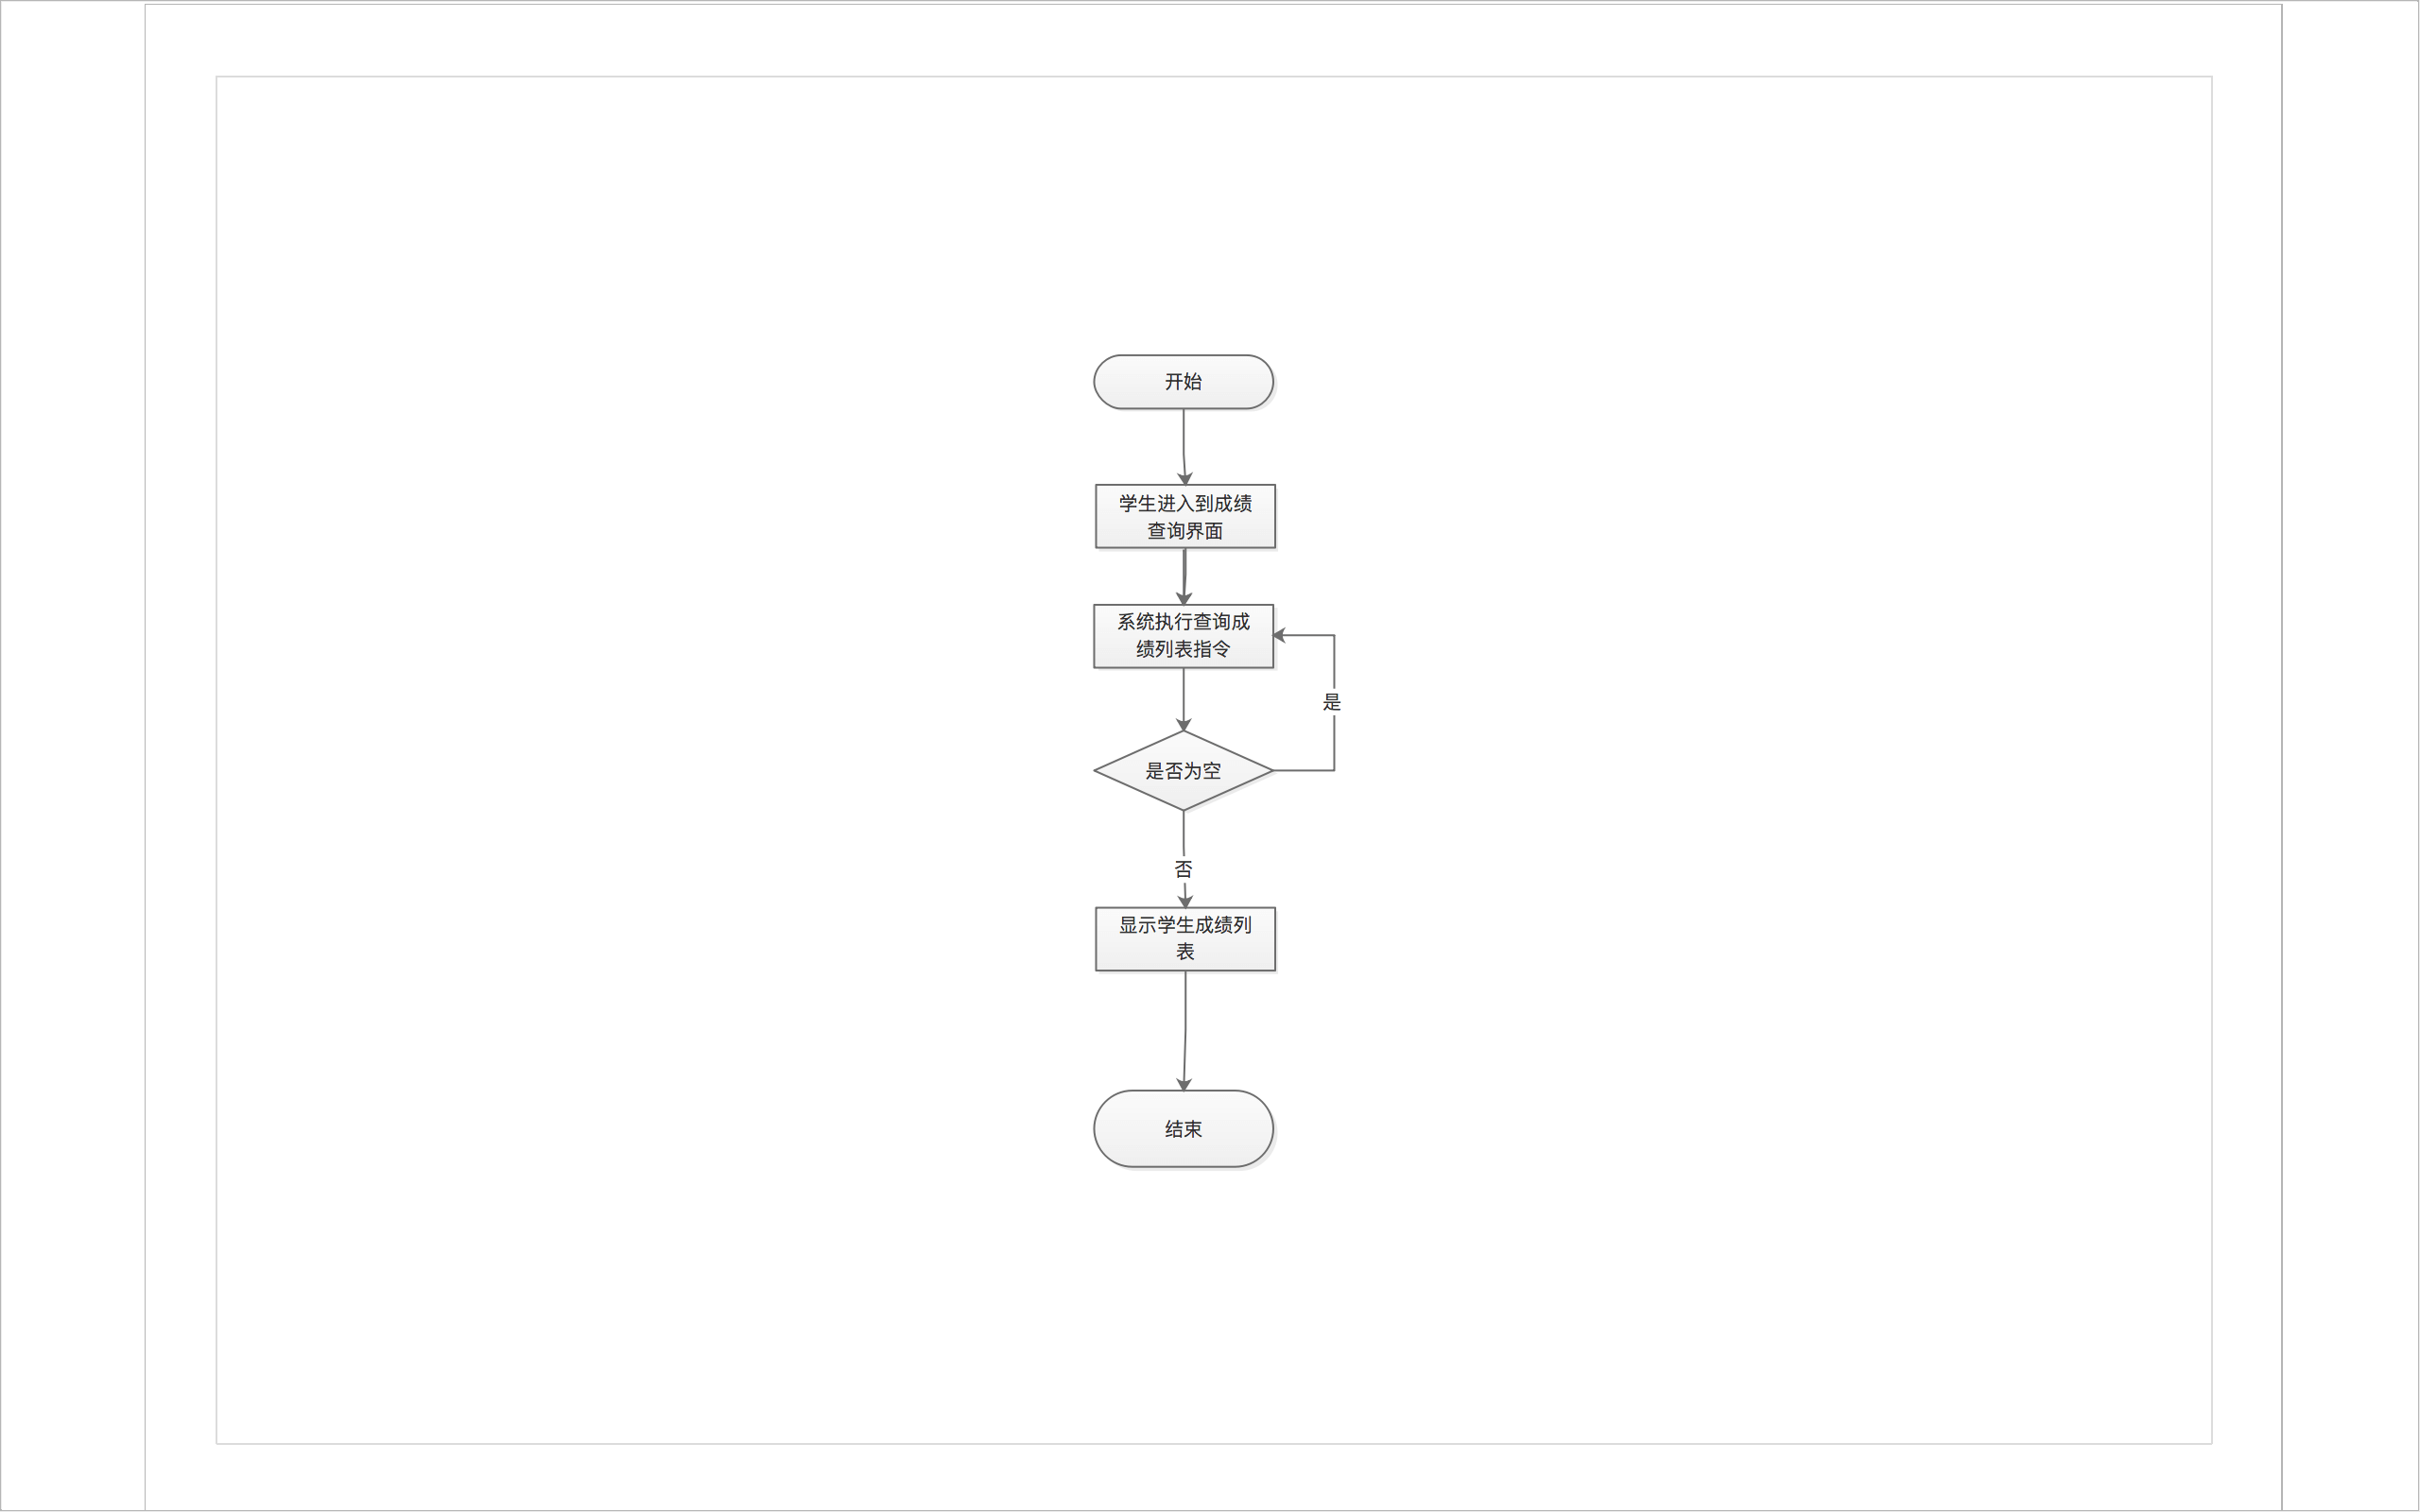 开始
学生进入到成绩
查询界面
系统执行查询成
绩列表指令
是
是否为空
否
显示学生成绩列
表
结束